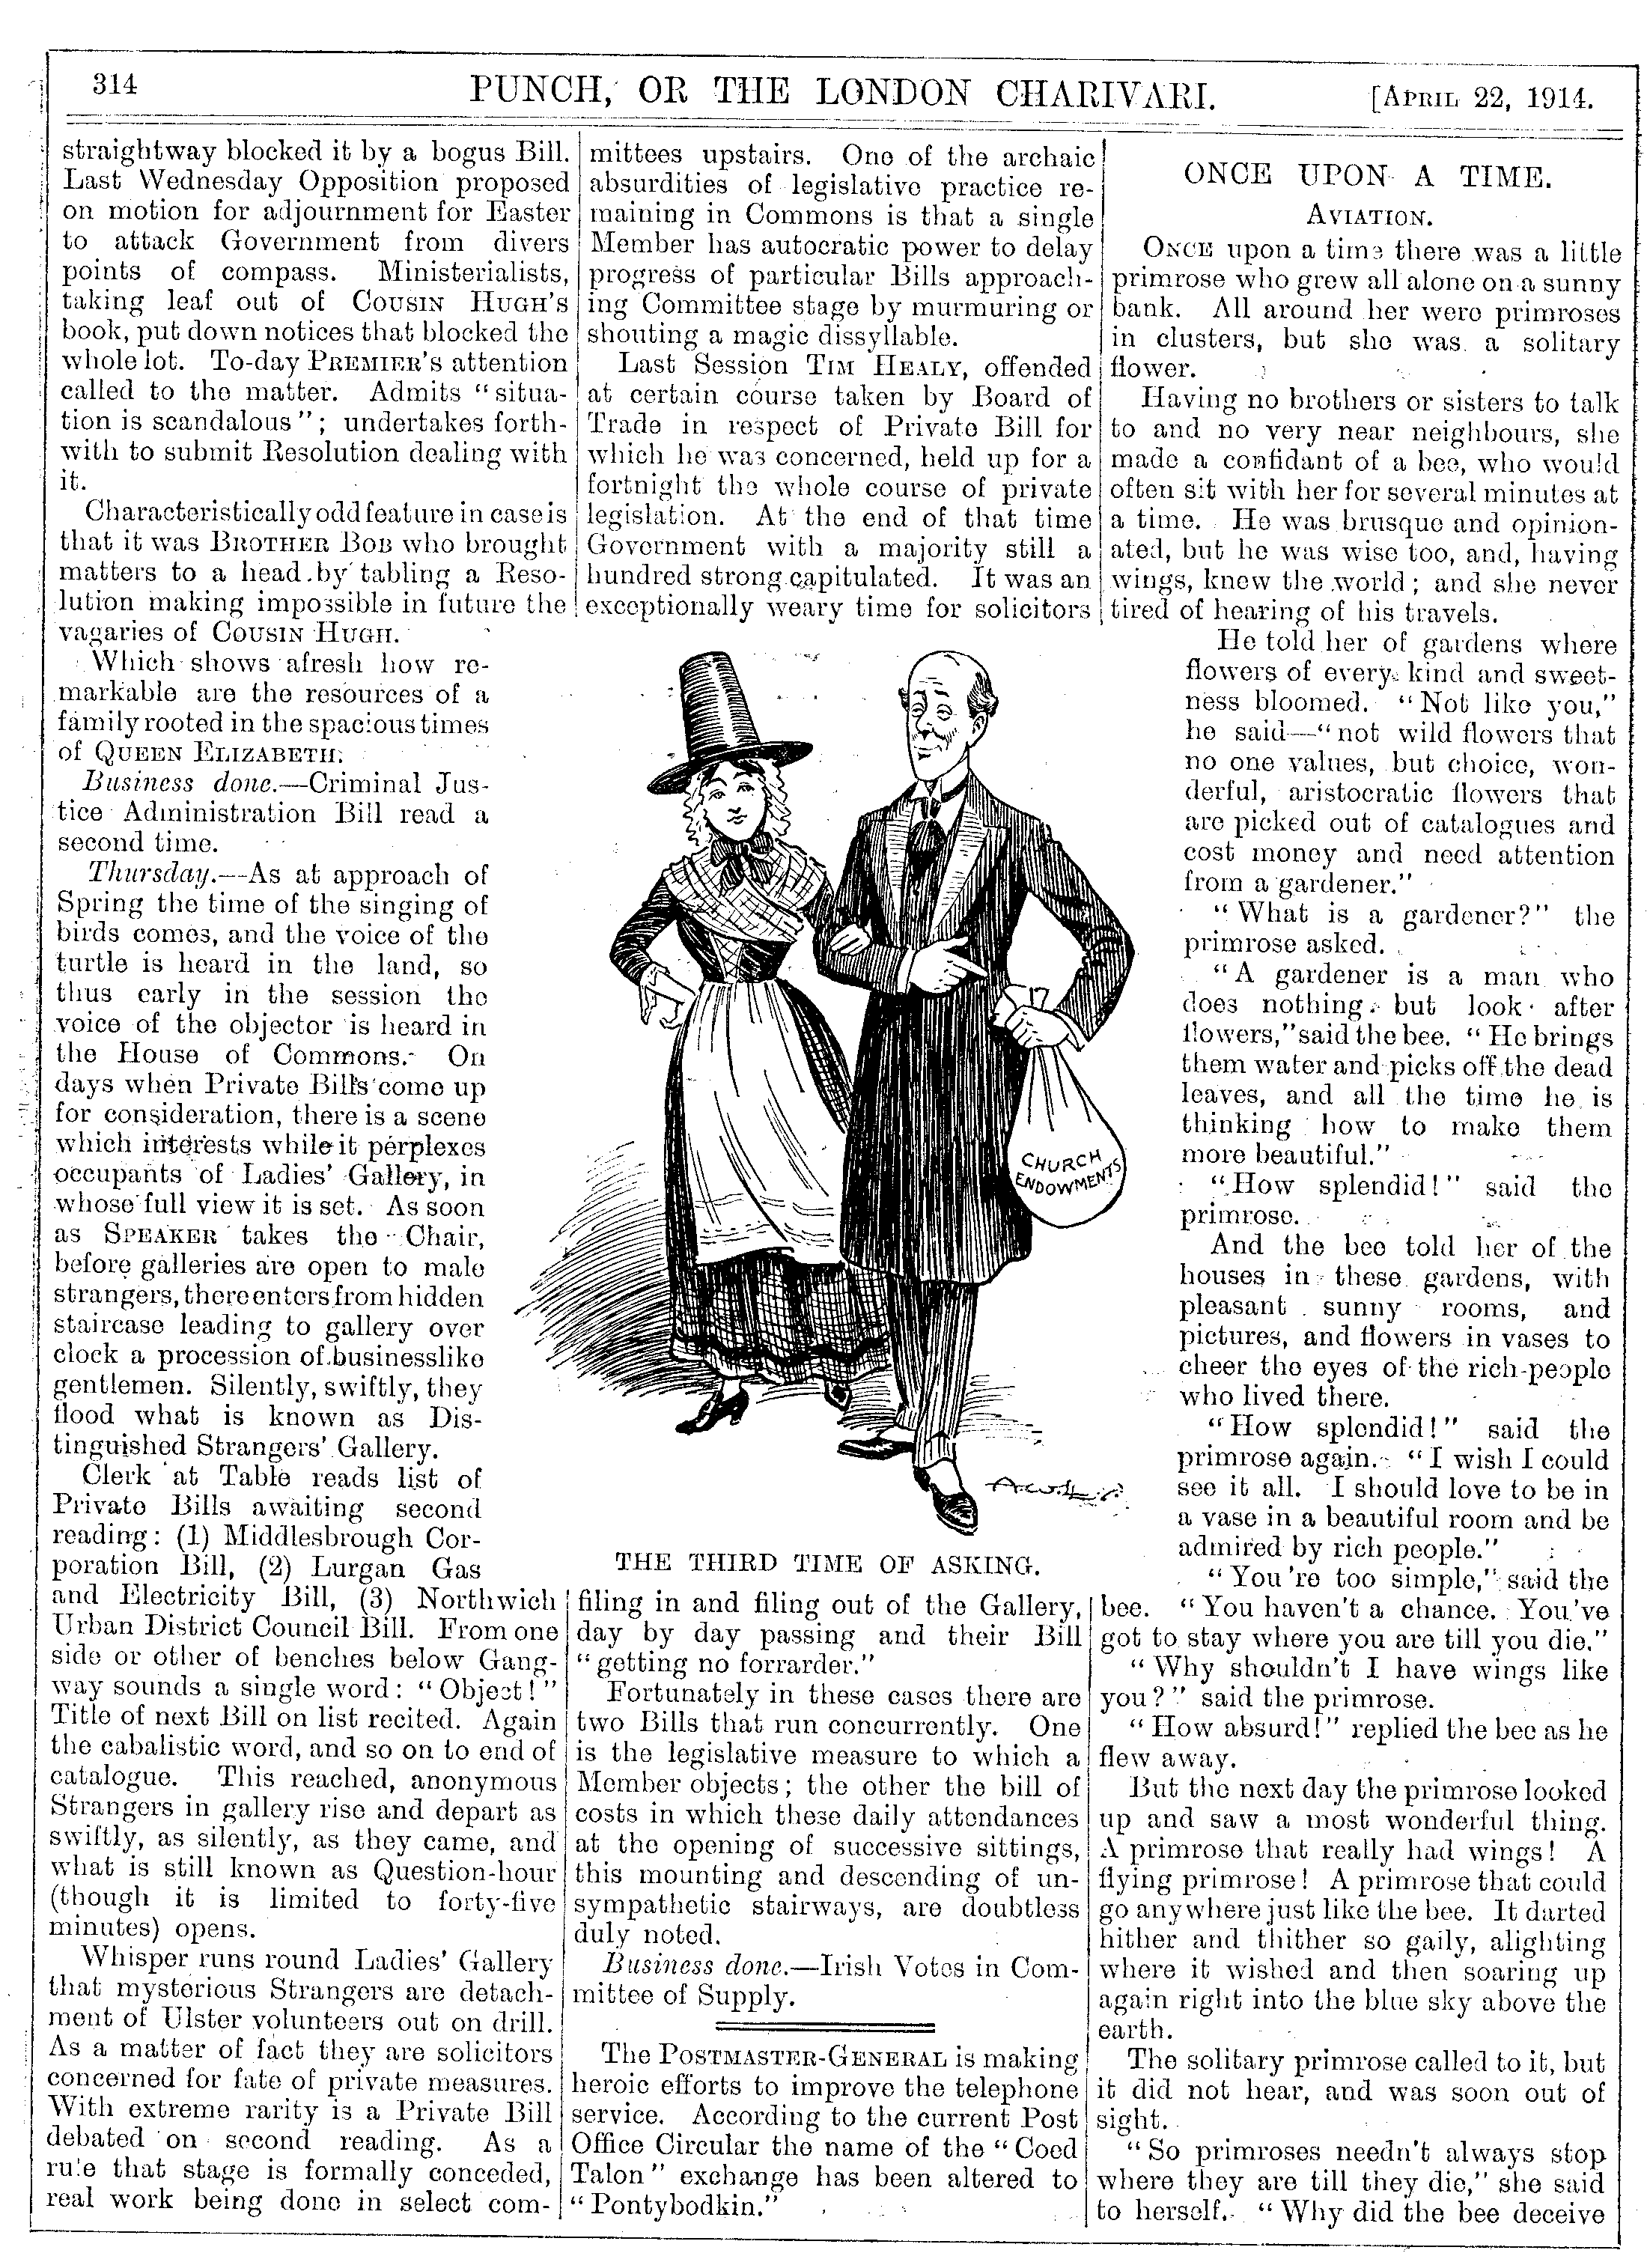 314
PUNCH, OR THE LONDON CHARIVARI.
[APRIL 22, 1914.
straightway blocked it by a bogus Bill.
Last Wednesday Opposition proposed
on motion for adjournment for Easter
to attack Government from divers
points of compass. Ministerialists,
taking leaf out of COUSIN HUGH'S
book, put down notices that blocked the
whole lot. To-day PREMIER'S attention
called to the matter. Admits "situa-
tion is scandalous"; undertakes forth-
with to submit Resolution dealing with
it.
Characteristically odd feature in case is
that it was BROTHER BOB who brought
matters to a head by tabling a Reso-
lution making impossible in future the
vagaries of COUSIN HUGH.
Which shows afresh how re-
markable are the resources of a
family rooted in the spacious times
of QUEEN ELIZABETH.
Business done.—Criminal Jus-
tice Administration Bill read a
second time.
Thursday.—As at approach of
Spring the time of the singing of
birds comes, and the voice of the
turtle is heard in the land, so
thus early in the session the
voice of the objector is heard in
the House of Commons. On
days when Private Bills come up
for consideration, there is a scene
which interests while it perplexes
occupants of Ladies' Gallery, in
whose full view it is set. As soon
as SPEAKER takes the Chair,
before galleries are open to male
strangers, there enters from hidden
staircase leading to gallery over
clock a procession of businesslike
gentlemen. Silently, swiftly, they
flood what is known as Dis-
tinguished Strangers' Gallery.
Clerk at Table reads list of
Private Bills awaiting second
reading: (1) Middlesbrough Cor-
poration Bill, (2) Lurgan Gas
and Electricity Bill, (3) Northwich
Urban District Council Bill. From one
side or other of benches below Gang-
way sounds a single word: "Object!"
Title of next Bill on list recited. Again
the cabalistic word, and so on to end of
catalogue. This reached, anonymous
Strangers in gallery rise and depart as
swiftly, as silently, as they came, and
what is still known as Question-hour
(though it is limited to forty-five
minutes) opens.
Whisper runs round Ladies' Gallery
that mysterious Strangers are detach-
ment of Ulster volunteers out on drill.
As a matter of fact they are solicitors
concerned for fate of private measures.
With extreme rarity is a Private Bill
debated on second reading. As a
rule that stage is formally conceded,
real work being done in select com-
mittees upstairs. One of the archaic
absurdities of legislative practice re-
maining in Commons is that a single
Member has autocratic power to delay
progress of particular Bills approach-
ing Committee stage by murmuring or
shouting a magic dissyllable.
Last Session TIM HEALY, offended
at certain course taken by Board of
Trade in respect of Private Bill for
which he was concerned, held up for a
fortnight the whole course of private
legislation. At the end of that time
Government with a majority still a
hundred strong capitulated. It was an
exceptionally weary time for solicitors
CHURCH
ENDOWMENTS
THE THIRD TIME OF ASKING.
filing in and filing out of the Gallery,
day by day passing and their Bill
"getting no forrarder."
Fortunately in these cases there are
two Bills that run concurrently. One
is the legislative measure to which a
Member objects; the other the bill of
costs in which these daily attendances
at the opening of successive sittings,
this mounting and descending of un-
sympathetic stairways, are doubtless
duly noted.
Business done.—Irish Votes in Com-
mittee of Supply.
The POSTMASTER-GENERAL is making
heroic efforts to improve the telephone
service. According to the current Post
Office Circular the name of the "Coed
Talon" exchange has been altered to
"Pontybodkin."
ONCE UPON A TIME.
AVIATION.
ONCE upon a time there was a little
primrose who grew all alone on a sunny
bank. All around her were primroses
in clusters, but she was a solitary
flower.
Having no brothers or sisters to talk
to and no very near neighbours, she
made a confidant of a bee, who would
often sit with her for several minutes at
a time. He was brusque and opinion-
ated, but he was wise too, and, having
wings, knew the world; and she never
tired of hearing of his travels.
He told her of gardens where
flowers of every kind and sweet-
ness bloomed. "Not like you,"
he said—"not wild flowers that
no one values, but choice, won-
derful, aristocratic flowers that
are picked out of catalogues and
cost money and need attention
from a gardener."
"What is a gardener?" the
primrose asked.
"A gardener is a man who
does nothing but look after
flowers," said the bee. "He brings
them water and picks off the dead
leaves, and all the time he is
thinking how to make them
more beautiful."
"How splendid!" said the
primrose.
And the bee told her of the
houses in these gardens, with
pleasant sunny rooms, and
pictures, and flowers in vases to
cheer the eyes of the rich people
who lived there.
"How splendid!" said the
primrose again. "I wish I could
see it all. I should love to be in
a vase in a beautiful room and be
admired by rich people."
"You're too simple," said the
bee. "You haven't a chance. You've
got to stay where you are till you die."
"Why shouldn't I have wings like
you?" said the primrose.
"How absurd!" replied the bee as he
flew away.
But the next day the primrose looked
up and saw a most wonderful thing.
A primrose that really had wings! A
flying primrose! A primrose that could
go anywhere just like the bee. It darted
hither and thither so gaily, alighting
where it wished and then soaring up
again right into the blue sky above the
earth.
The solitary primrose called to it, but
it did not hear, and was soon out of
sight.
"So primroses needn't always stop
where they are till they die," she said
to herself. "Why did the bee deceive